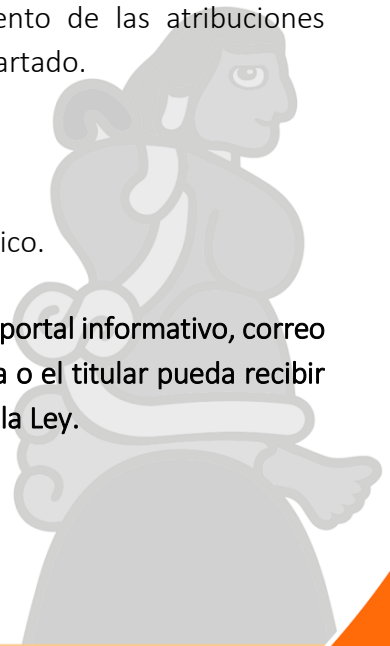 ento de las atribuciones
artado.
ico.
portal informativo, correo
a o el titular pueda recibir
la Ley.